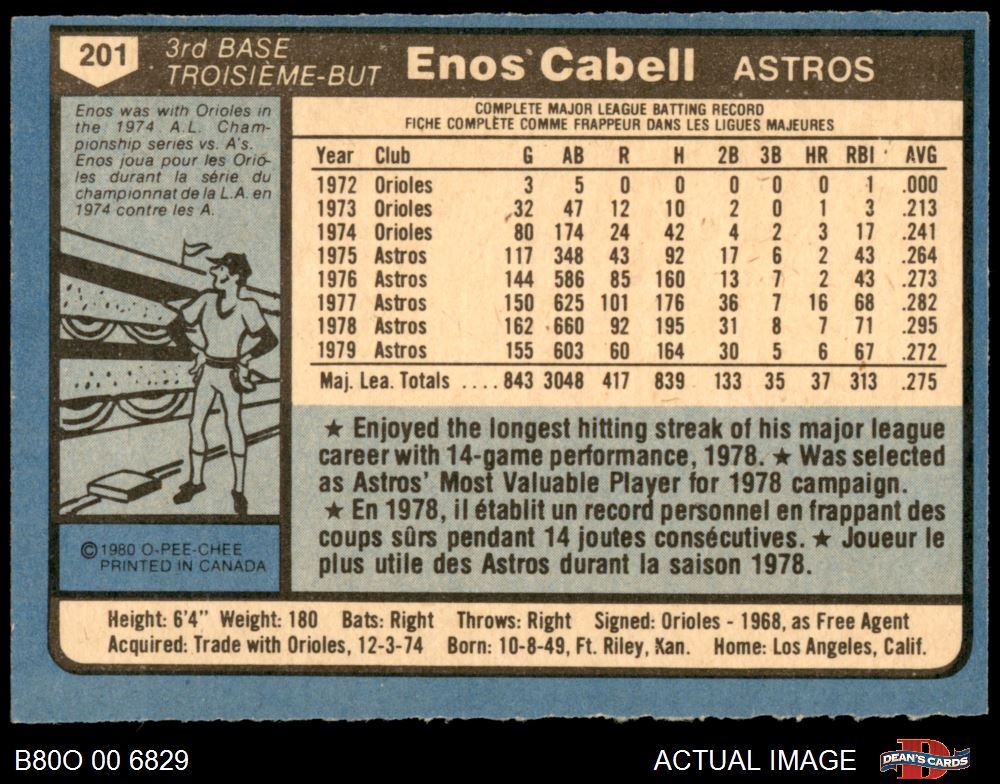 201
3rd BASE
TROISIÈME-BUT
Enos Cabell
ASTROS
Enos was with Orioles in
the 1974 A.L. Cham-
pionship series vs. A's.
Enos joua pour les Orio-
les durant la série du
championnat de la L.A. en
1974 contre les A.
©1980 O-PEE-CHEE
PRINTED IN CANADA
COMPLETE MAJOR LEAGUE BATTING RECORD
FICHE COMPLÈTE COMME FRAPPEUR DANS LES LIGUES MAJEURES
Year Club G AB R H 2B 3B HR RBI AVG
1972 Orioles 3 5 0 0 0 0 0 1 .000
1973 Orioles 32 47 12 10 2 0 1 3 .213
1974 Orioles 80 174 24 42 4 2 3 17 .241
1975 Astros 117 348 43 92 17 6 2 43 .264
1976 Astros 144 586 85 160 13 7 2 43 .273
1977 Astros 150 625 101 176 36 7 16 68 .282
1978 Astros 162 660 92 195 31 8 7 71 .295
1979 Astros 155 603 60 164 30 5 6 67 .272
Maj. Lea. Totals .... 843 3048 417 839 133 35 37 313 .275
★ Enjoyed the longest hitting streak of his major league
career with 14-game performance, 1978. ★ Was selected
as Astros' Most Valuable Player for 1978 campaign.
★ En 1978, il établit un record personnel en frappant des
coups sûrs pendant 14 joutes consécutives. ★ Joueur le
plus utile des Astros durant la saison 1978.
Height: 6'4" Weight: 180 Bats: Right Throws: Right Signed: Orioles - 1968, as Free Agent
Acquired: Trade with Orioles, 12-3-74 Born: 10-8-49, Ft. Riley, Kan. Home: Los Angeles, Calif.
B80O 00 6829
ACTUAL IMAGE
DEAN'S CARDS